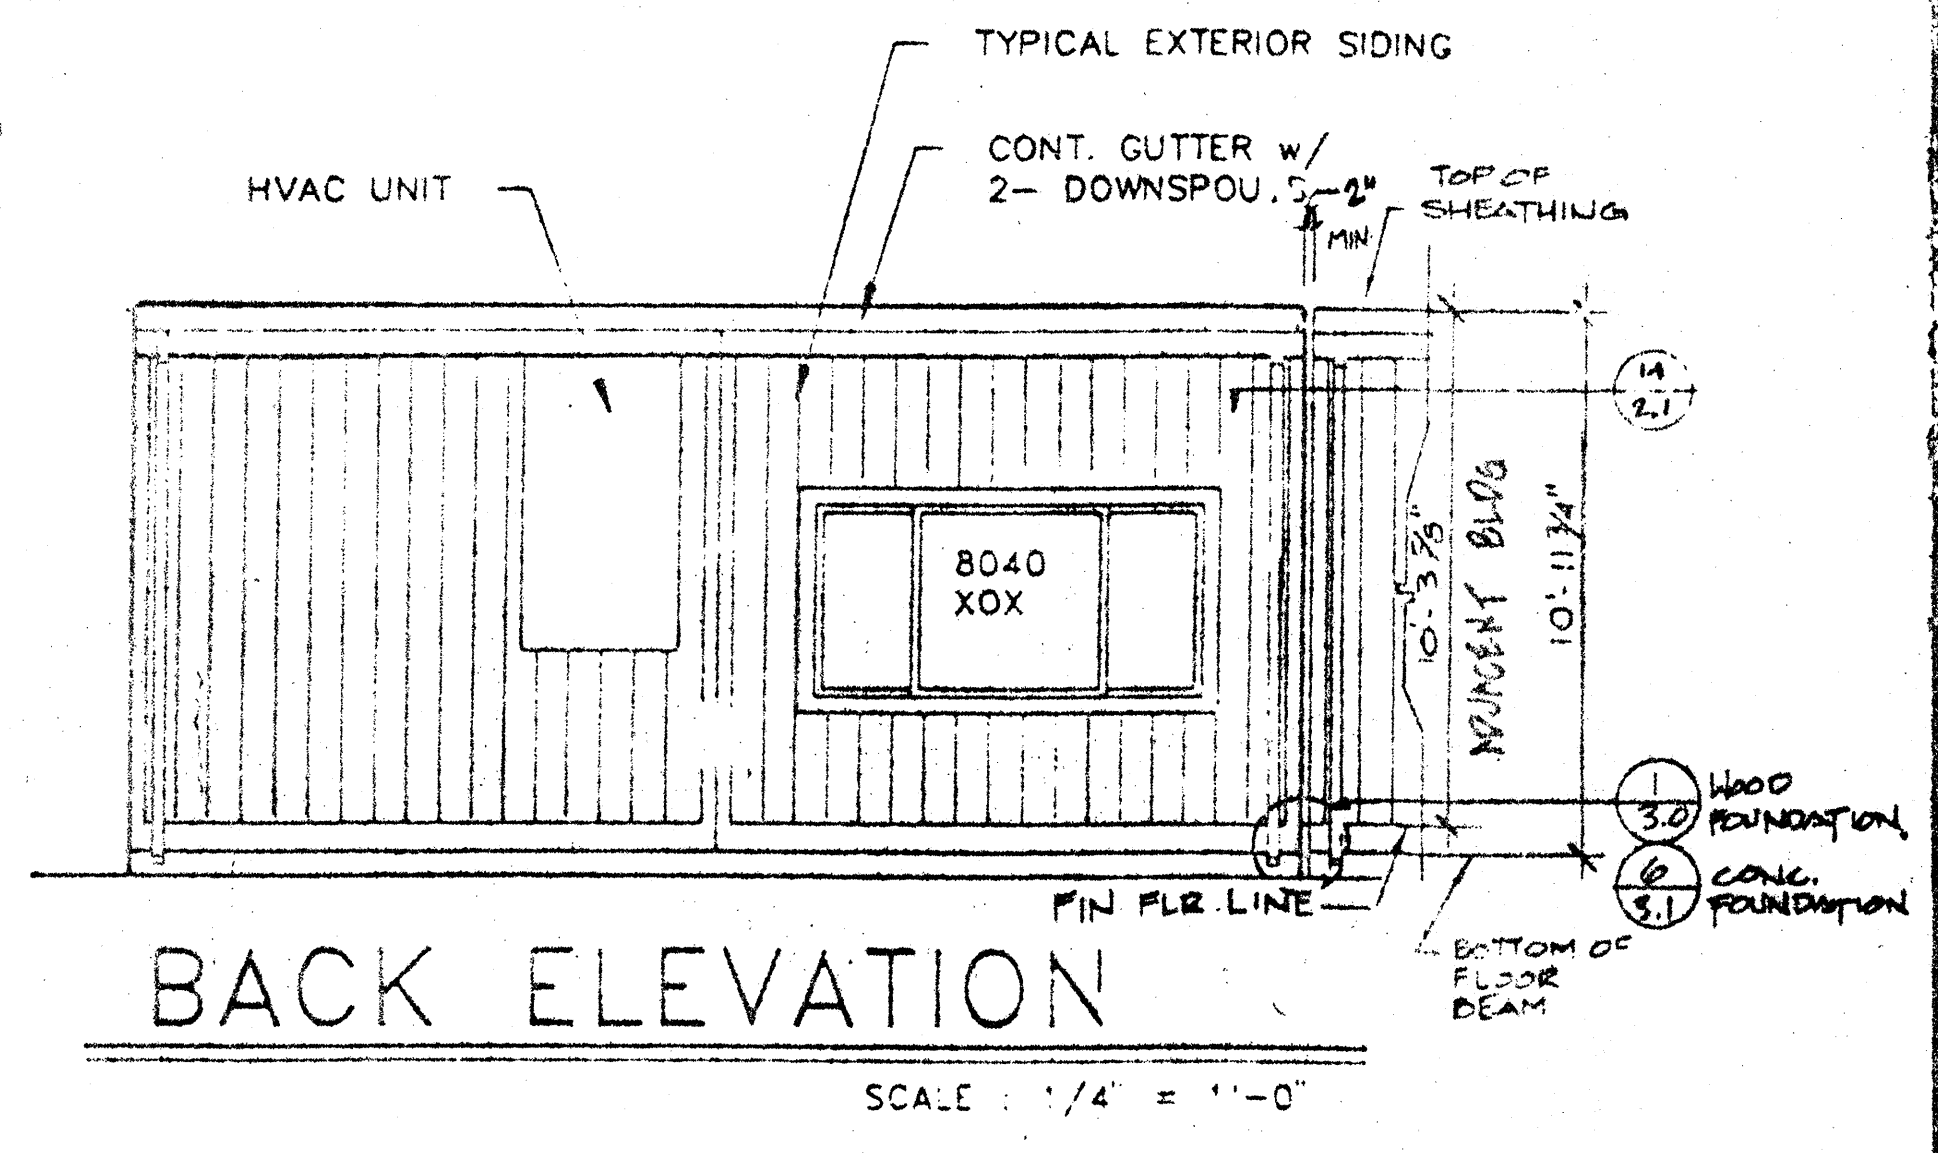 TYPICAL EXTERIOR SIDING
CONT. GUTTER w/
2- DOWNSPOU.S
2"
MIN.
TOP OF
SHEATHING
HVAC UNIT
14
2.1
8040
XOX
10'-3 7/8"
ADJACENT BLDG
10'-11 3/4"
1
3.0
WOOD
FOUNDATION.
6
3.1
CONC.
FOUNDATION
FIN FLR. LINE
BOTTOM OF
FLOOR
BEAM
BACK ELEVATION
SCALE : 1/4" = 1'-0"